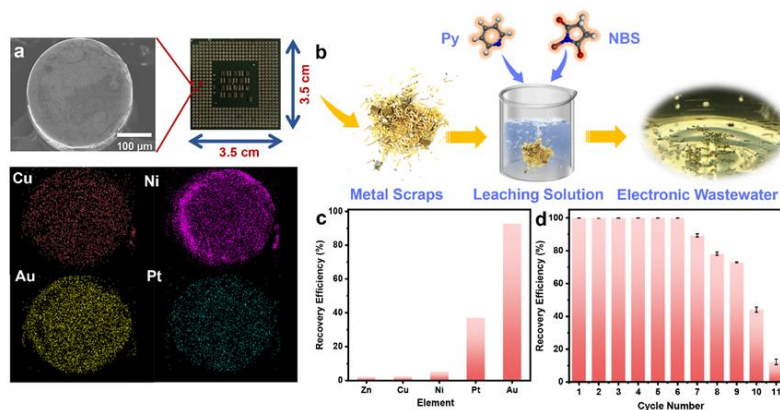 a
100 μm
3.5 cm
3.5 cm
b
Py
NBS
Metal Scraps
Leaching Solution
Electronic Wastewater
Cu
Ni
Au
Pt
c
Recovery Efficiency (%)
100
80
60
40
20
0
Zn Cu Ni Pt Au
Element
d
Recovery Efficiency (%)
100
80
60
40
20
0
1 2 3 4 5 6 7 8 9 10 11
Cycle Number